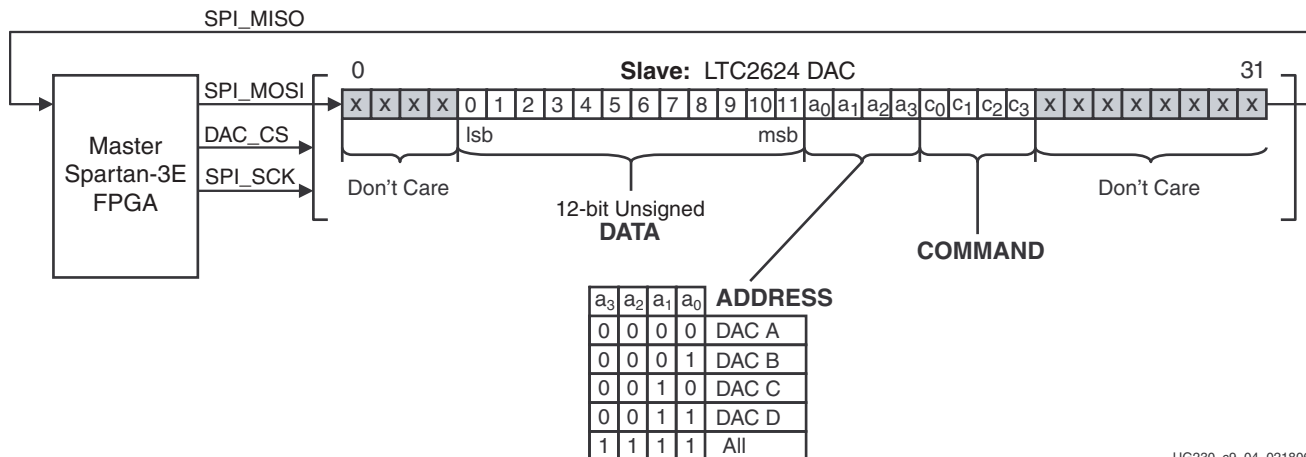 SPI_MISO
0 Slave: LTC2624 DAC 31
SPI_MOSI
X X X X 0 1 2 3 4 5 6 7 8 9 10 11 a0 a1 a2 a3 c0 c1 c2 c3 X X X X X X X X
lsb msb
DAC_CS
SPI_SCK
Master
Spartan-3E
FPGA
Don't Care
12-bit Unsigned
DATA
COMMAND
Don't Care
a3 a2 a1 a0 ADDRESS
0 0 0 0 DAC A
0 0 0 1 DAC B
0 0 1 0 DAC C
0 0 1 1 DAC D
1 1 1 1 All